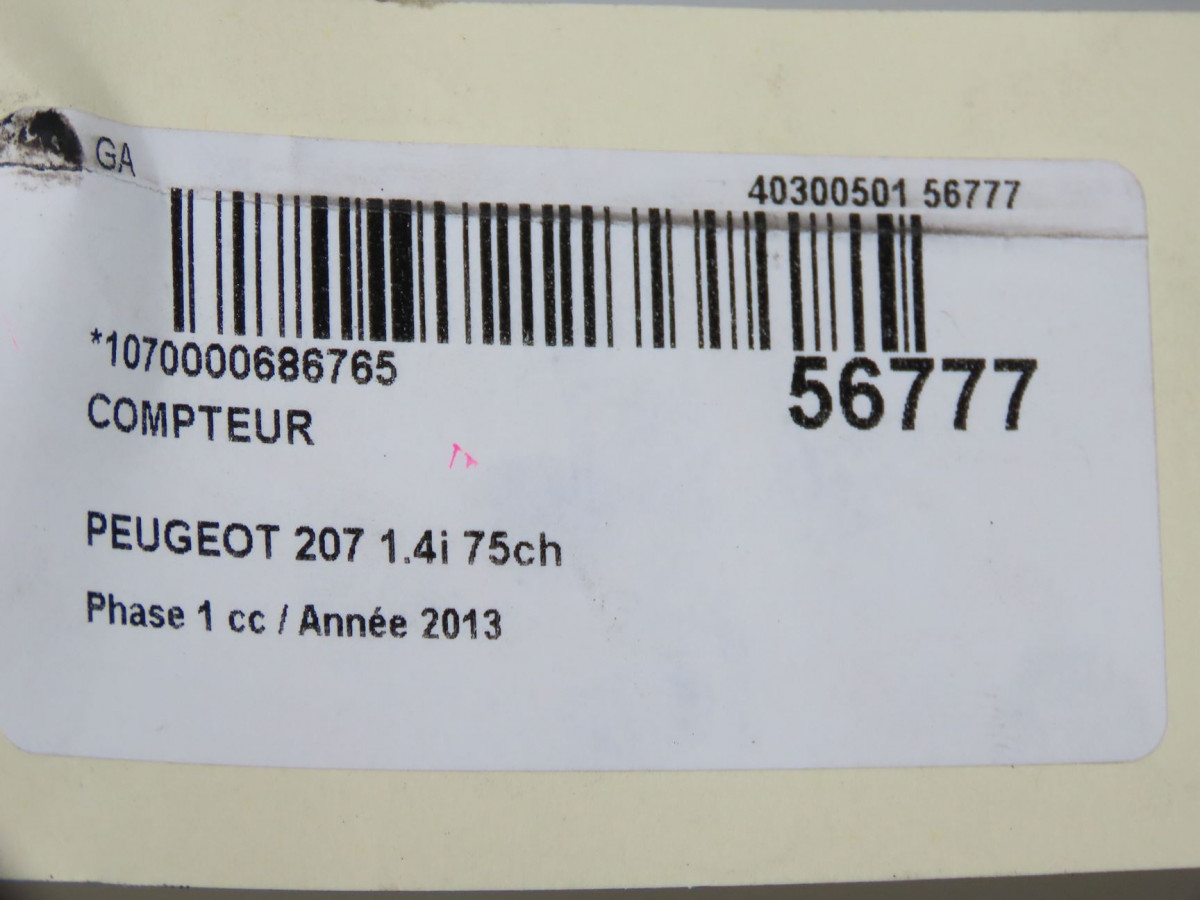 GA
40300501 56777
*1070000686765
56777
COMPTEUR
PEUGEOT 207 1.4i 75ch
Phase 1 cc / Année 2013